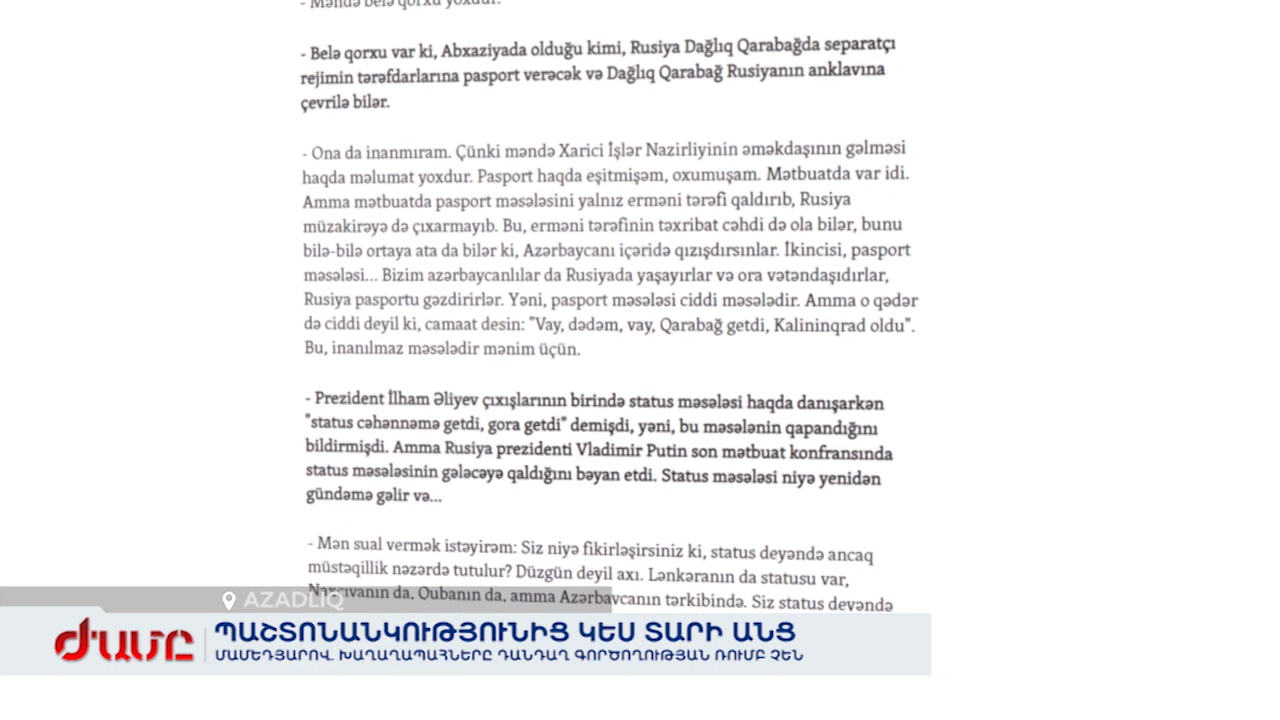 - Məndə belə qorxu yoxdur.
- Belə qorxu var ki, Abxaziyada olduğu kimi, Rusiya Dağlıq Qarabağda separatçı
rejimin tərəfdarlarına pasport verəcək və Dağlıq Qarabağ Rusiyanın anklavına
çevrilə bilər.
- Ona da inanmıram. Çünki məndə Xarici İşlər Nazirliyinin əməkdaşının gəlməsi
haqda məlumat yoxdur. Pasport haqda eşitmişəm, oxumuşam. Mətbuatda var idi.
Amma mətbuatda pasport məsələsini yalnız erməni tərəfi qaldırıb, Rusiya
müzakirəyə də çıxarmayıb. Bu, erməni tərəfinin təxribat cəhdi də ola bilər, bunu
bilə-bilə ortaya ata da bilər ki, Azərbaycanı içəridə qızışdırsınlar. İkincisi, pasport
məsələsi... Bizim azərbaycanlılar da Rusiyada yaşayırlar və ora vətəndaşıdırlar,
Rusiya pasportu gəzdirirlər. Yəni, pasport məsələsi ciddi məsələdir. Amma o qədər
də ciddi deyil ki, camaat desin: "Vay, dədəm, vay, Qarabağ getdi, Kalininqrad oldu".
Bu, inanılmaz məsələdir mənim üçün.
- Prezident İlham Əliyev çıxışlarının birində status məsələsi haqda danışarkən
"status cəhənnəmə getdi, gora getdi" demişdi, yəni, bu məsələnin qapandığını
bildirmişdi. Amma Rusiya prezidenti Vladimir Putin son mətbuat konfransında
status məsələsinin gələcəyə qaldığını bəyan etdi. Status məsələsi niyə yenidən
gündəmə gəlir və...
- Mən sual vermək istəyirəm: Siz niyə fikirləşirsiniz ki, status deyəndə ancaq
müstəqillik nəzərdə tutulur? Düzgün deyil axı. Lənkəranın da statusu var,
Naxçıvanın da, Qubanın da, amma Azərbaycanın tərkibində. Siz status deyəndə
AZADLIQ
ԺԱՄԸ
ՊԱՇՏՈՆԱՆԿՈՒԹՅՈՒՆԻՑ ԿԵՍ ՏԱՐԻ ԱՆՑ
ՄԱՄԵԴՅԱՐՈՎ. ԽԱՂԱՂԱՊԱՀՆԵՐԸ ԴԱՆԴԱՂ ԳՈՐԾՈՂՈՒԹՅԱՆ ՌՈՒՄԲ ՉԵՆ